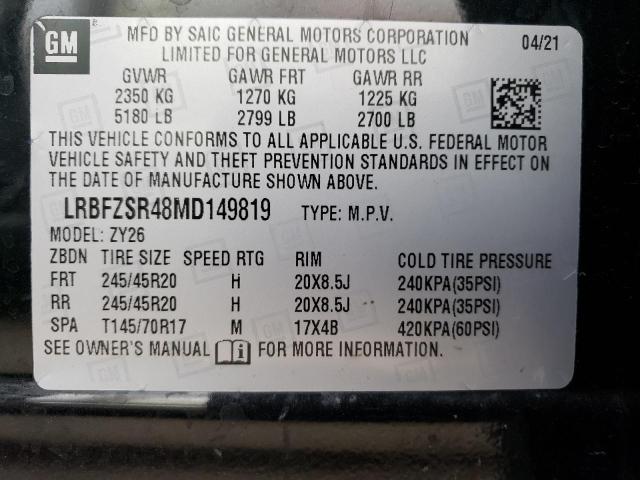 GM
MFD BY SAIC GENERAL MOTORS CORPORATION 04/21
LIMITED FOR GENERAL MOTORS LLC
GVWR GAWR FRT GAWR RR
2350 KG 1270 KG 1225 KG
5180 LB 2799 LB 2700 LB
THIS VEHICLE CONFORMS TO ALL APPLICABLE U.S. FEDERAL MOTOR
VEHICLE SAFETY AND THEFT PREVENTION STANDARDS IN EFFECT ON
THE DATE OF MANUFACTURE SHOWN ABOVE.
LRBFZSR48MD149819 TYPE: M.P.V.
MODEL: ZY26
ZBDN TIRE SIZE SPEED RTG RIM COLD TIRE PRESSURE
FRT 245/45R20 H 20X8.5J 240KPA(35PSI)
RR 245/45R20 H 20X8.5J 240KPA(35PSI)
SPA T145/70R17 M 17X4B 420KPA(60PSI)
SEE OWNER'S MANUAL i FOR MORE INFORMATION.